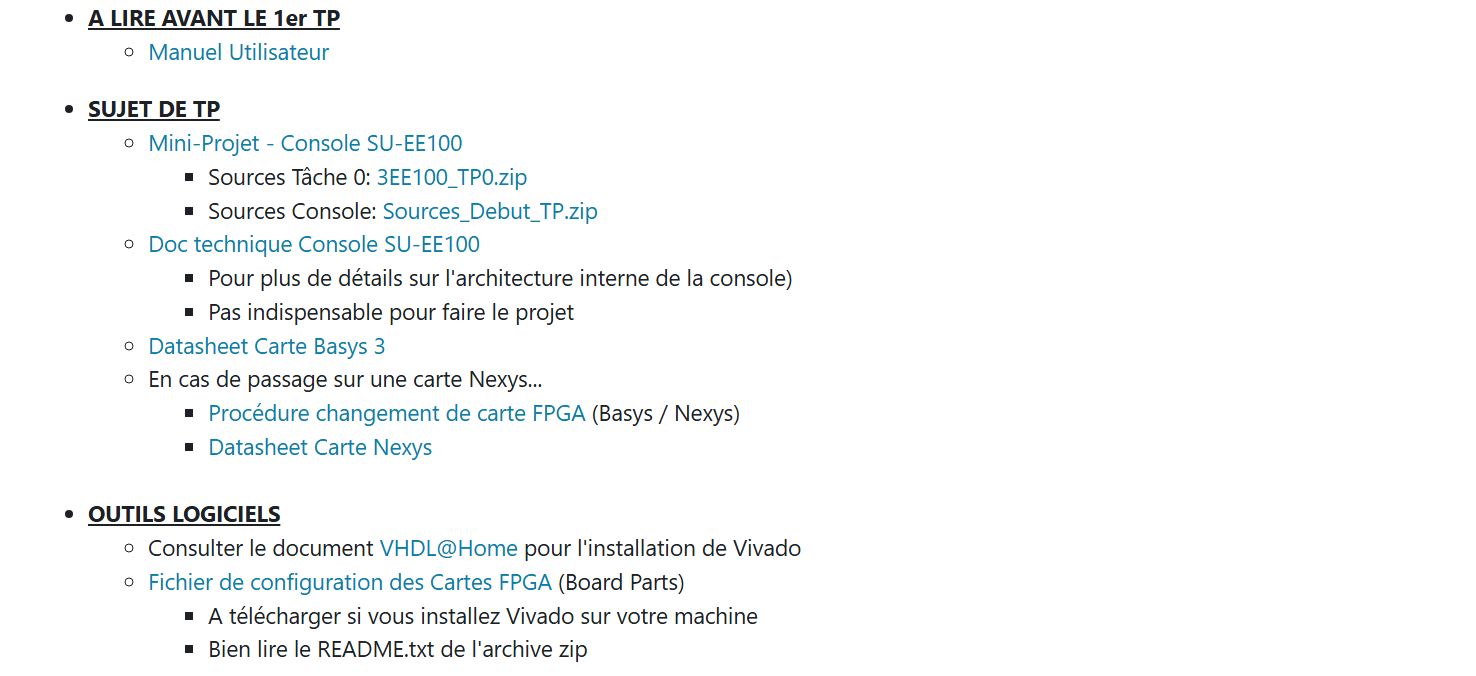 A LIRE AVANT LE 1er TP
Manuel Utilisateur
SUJET DE TP
Mini-Projet - Console SU-EE100
Sources Tâche 0: 3EE100_TP0.zip
Sources Console: Sources_Debut_TP.zip
Doc technique Console SU-EE100
Pour plus de détails sur l'architecture interne de la console)
Pas indispensable pour faire le projet
Datasheet Carte Basys 3
En cas de passage sur une carte Nexys...
Procédure changement de carte FPGA (Basys / Nexys)
Datasheet Carte Nexys
OUTILS LOGICIELS
Consulter le document VHDL@Home pour l'installation de Vivado
Fichier de configuration des Cartes FPGA (Board Parts)
A télécharger si vous installez Vivado sur votre machine
Bien lire le README.txt de l'archive zip